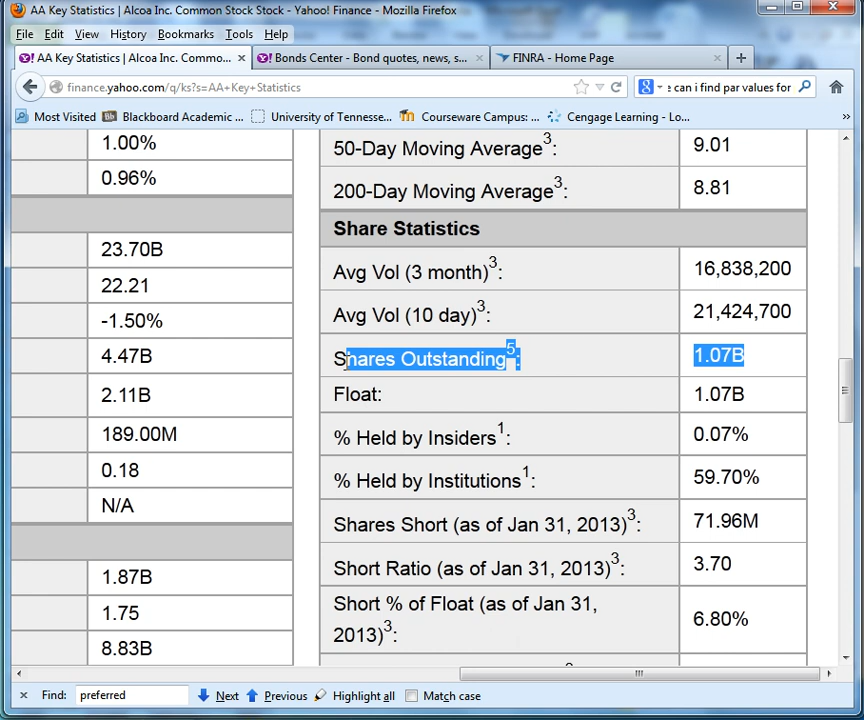 AA Key Statistics | Alcoa Inc. Common Stock Stock - Yahoo! Finance - Mozilla Firefox
File Edit View History Bookmarks Tools Help
AA Key Statistics | Alcoa Inc. Commo... × Bonds Center - Bond quotes, news, s... × FINRA - Home Page × +
finance.yahoo.com/q/ks?s=AA+Key+Statistics e can i find par values for
Most Visited Bb Blackboard Academic ... University of Tennesse... Courseware Campus: ... Cengage Learning - Lo... »
1.00%
0.96%
23.70B
22.21
-1.50%
4.47B
2.11B
189.00M
0.18
N/A
1.87B
1.75
8.83B
50-Day Moving Average3: 9.01
200-Day Moving Average3: 8.81
Share Statistics
Avg Vol (3 month)3: 16,838,200
Avg Vol (10 day)3: 21,424,700
Shares Outstanding5: 1.07B
Float: 1.07B
% Held by Insiders1: 0.07%
% Held by Institutions1: 59.70%
Shares Short (as of Jan 31, 2013)3: 71.96M
Short Ratio (as of Jan 31, 2013)3: 3.70
Short % of Float (as of Jan 31,
2013)3: 6.80%
× Find: preferred Next Previous Highlight all Match case